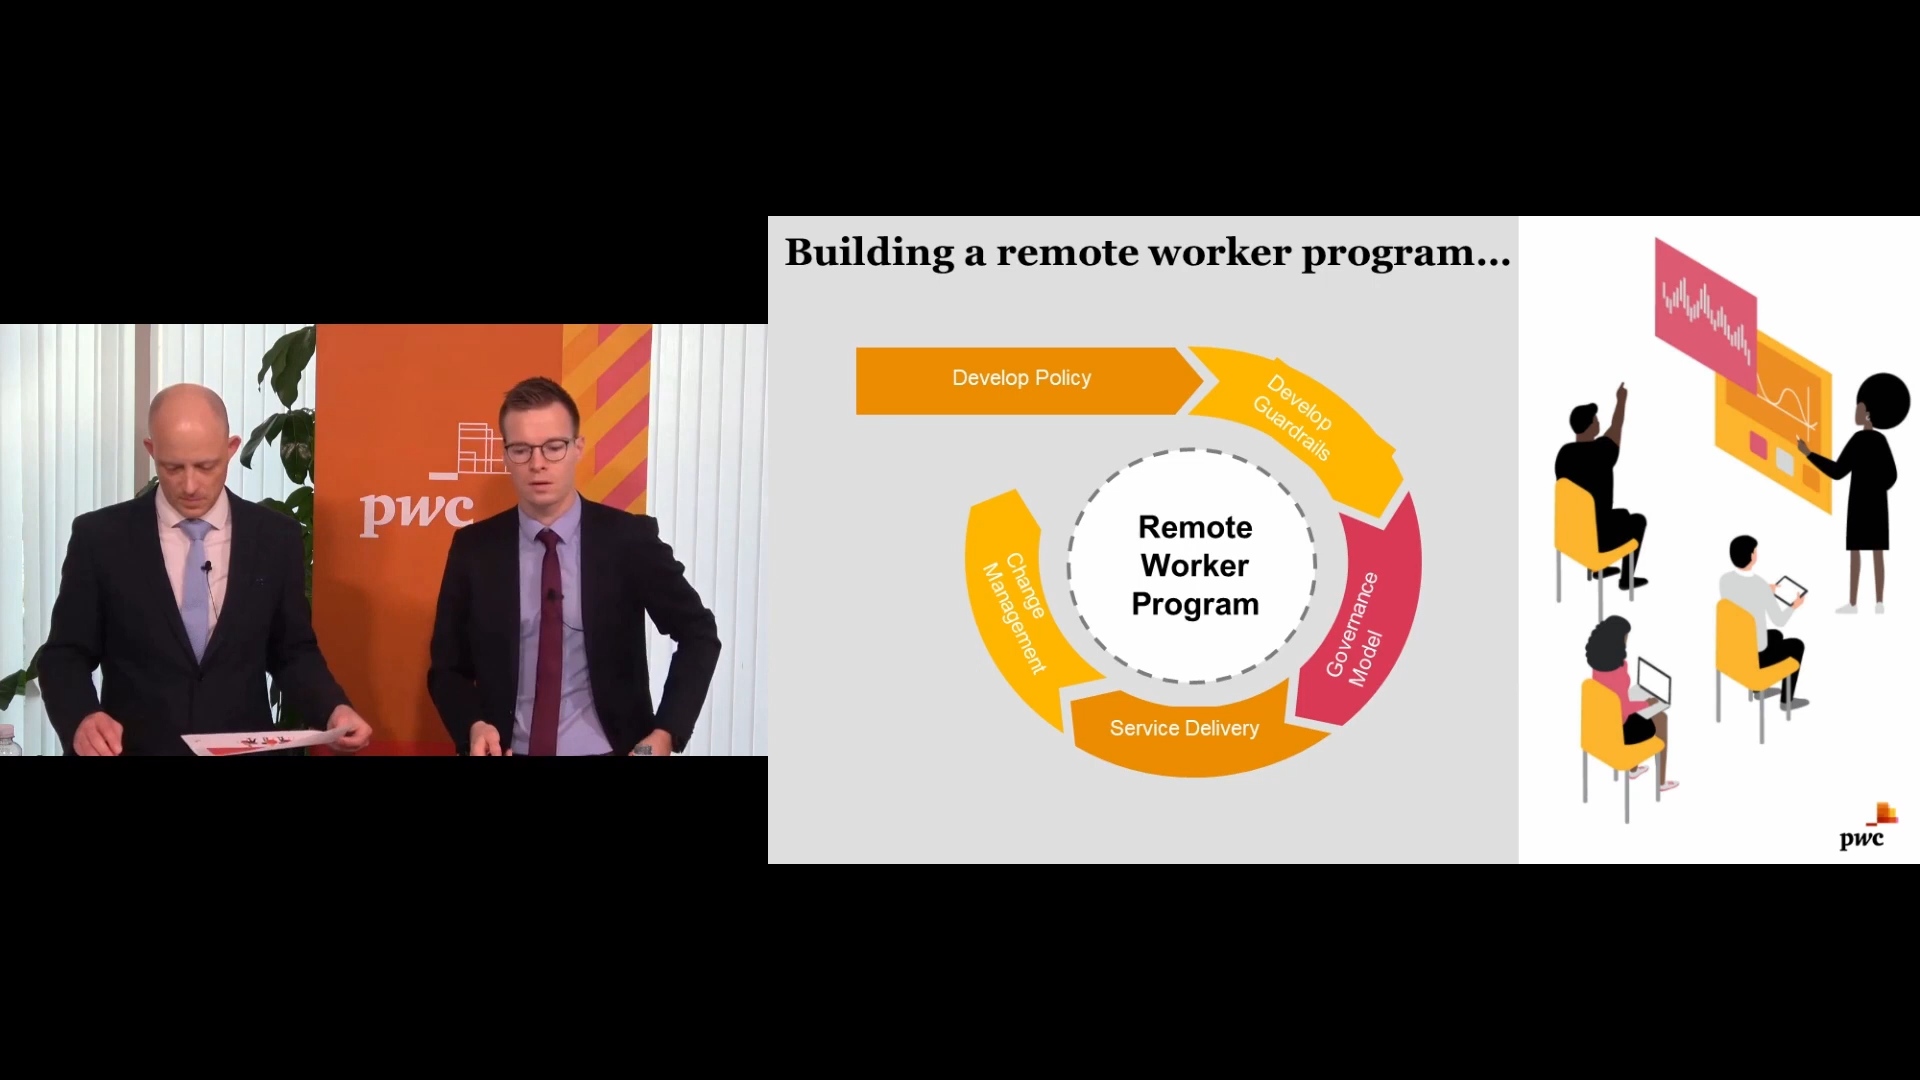 pwc
Building a remote worker program...
Develop Policy
Develop
Guardrails
Remote
Worker
Program
Governance
Model
Service Delivery
Change
Management
pwc